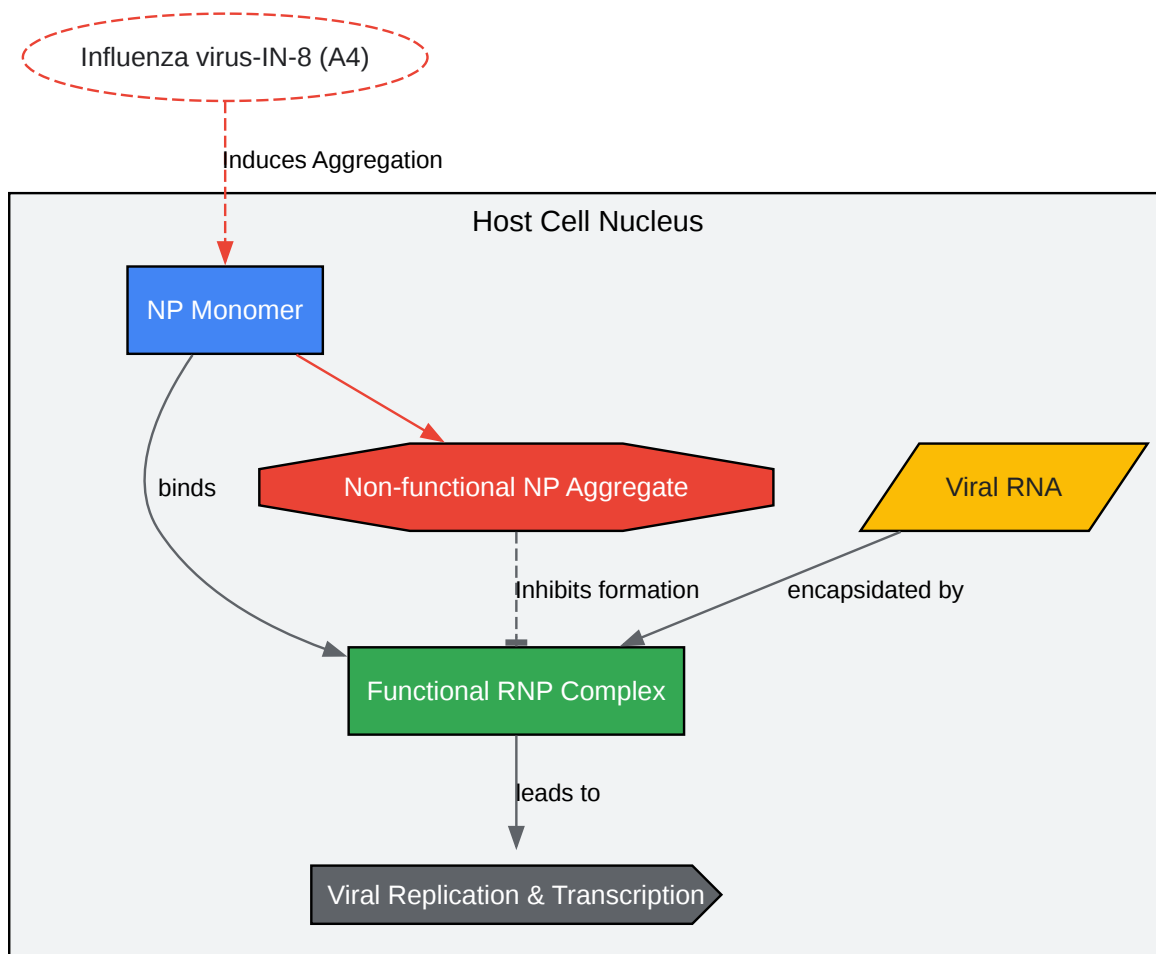 Influenza virus-IN-8 (A4)
Induces Aggregation
Host Cell Nucleus
NP Monomer
binds
Non-functional NP Aggregate
Viral RNA
Inhibits formation
encapsidated by
Functional RNP Complex
leads to
Viral Replication & Transcription